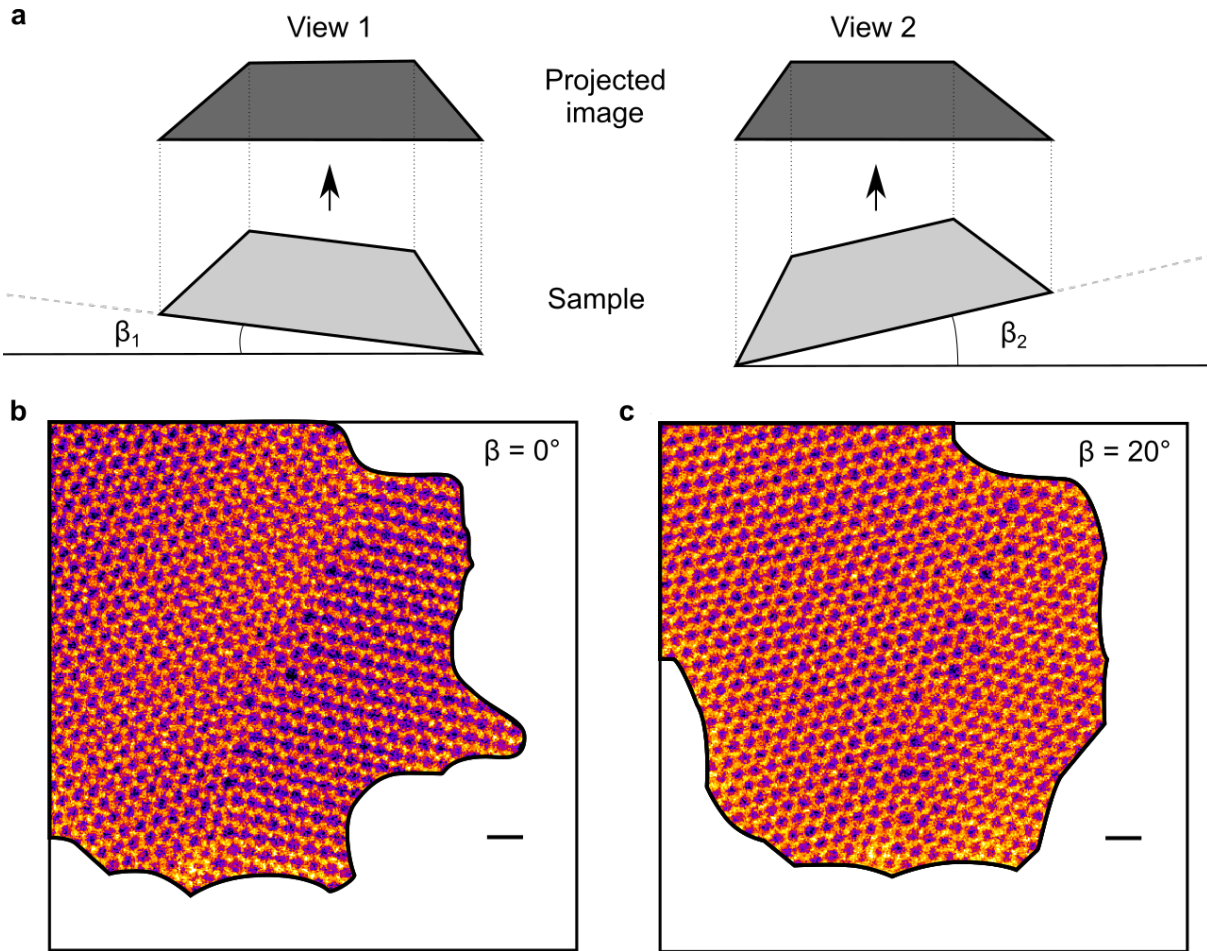 a
View 1
View 2
Projected
image
Sample
β₁
β₂
b
β = 0°
c
β = 20°